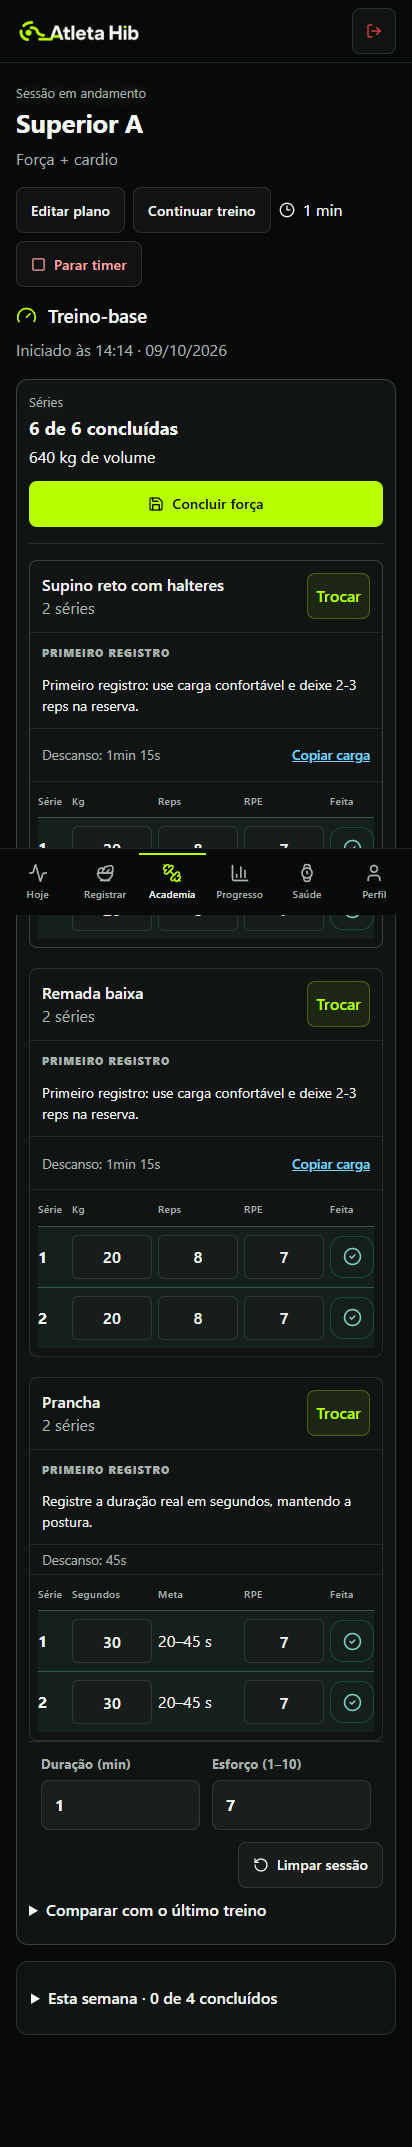 Atleta Hib
Sessão em andamento
Superior A
Força + cardio
Editar plano
Continuar treino
1 min
Parar timer
Treino-base
Iniciado às 14:14 · 09/10/2026
Séries
6 de 6 concluídas
640 kg de volume
Concluir força
Supino reto com halteres
2 séries
Trocar
PRIMEIRO REGISTRO
Primeiro registro: use carga confortável e deixe 2-3
reps na reserva.
Descanso: 1min 15s
Copiar carga
Série Kg Reps RPE Feita
1 20 8 7
Hoje Registrar Academia Progresso Saúde Perfil
Remada baixa
2 séries
Trocar
PRIMEIRO REGISTRO
Primeiro registro: use carga confortável e deixe 2-3
reps na reserva.
Descanso: 1min 15s
Copiar carga
Série Kg Reps RPE Feita
1 20 8 7
2 20 8 7
Prancha
2 séries
Trocar
PRIMEIRO REGISTRO
Registre a duração real em segundos, mantendo a
postura.
Descanso: 45s
Série Segundos Meta RPE Feita
1 30 20–45 s 7
2 30 20–45 s 7
Duração (min) Esforço (1–10)
1 7
Limpar sessão
Comparar com o último treino
Esta semana · 0 de 4 concluídos